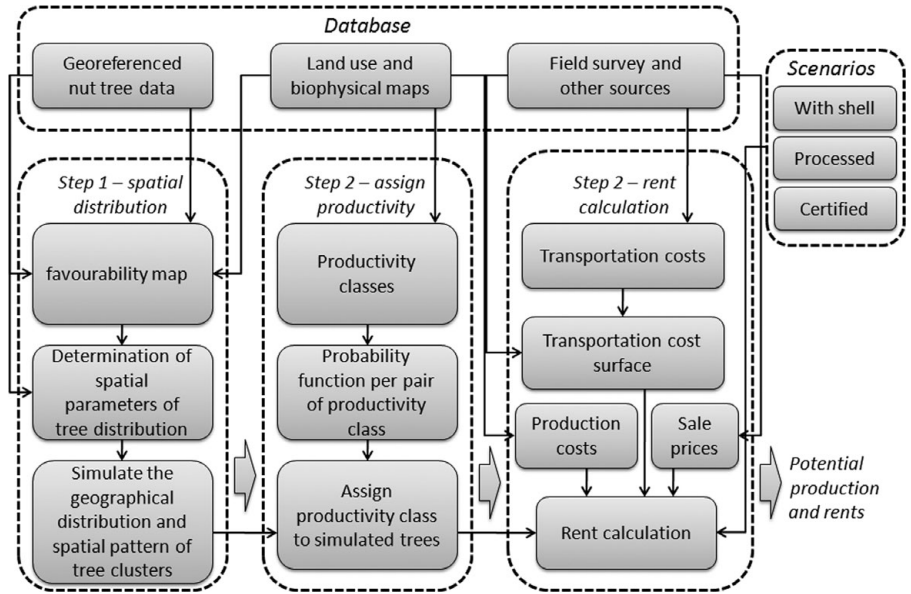 Database
Georeferenced
nut tree data
Land use and
biophysical maps
Field survey and
other sources
Scenarios
With shell
Processed
Certified
Step 1 – spatial
distribution
favourability map
Determination of
spatial
parameters of
tree distribution
Simulate the
geographical
distribution and
spatial pattern of
tree clusters
Step 2 – assign
productivity
Productivity
classes
Probability
function per pair
of productivity
class
Assign
productivity class
to simulated trees
Step 2 – rent
calculation
Transportation costs
Transportation cost
surface
Production
costs
Sale
prices
Rent calculation
Potential
production
and rents